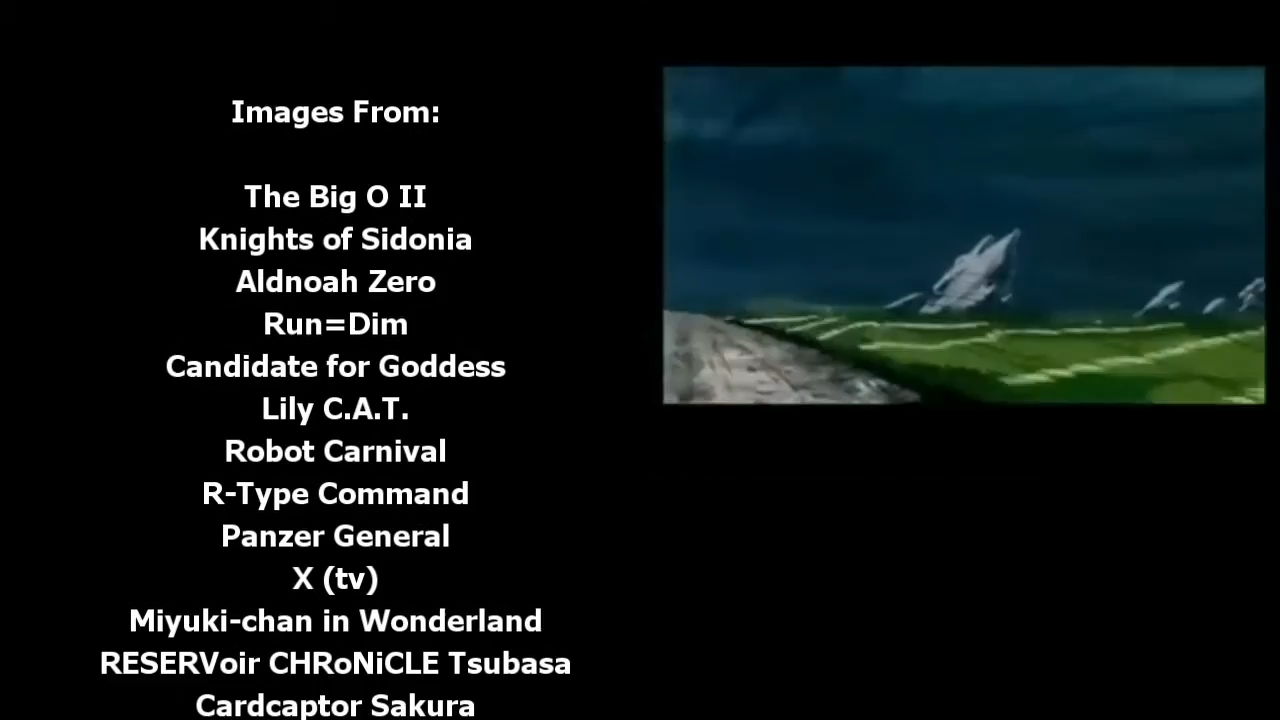 Images From:
The Big O II
Knights of Sidonia
Aldnoah Zero
Run=Dim
Candidate for Goddess
Lily C.A.T.
Robot Carnival
R-Type Command
Panzer General
X (tv)
Miyuki-chan in Wonderland
RESERVoir CHRoNiCLE Tsubasa
Cardcaptor Sakura